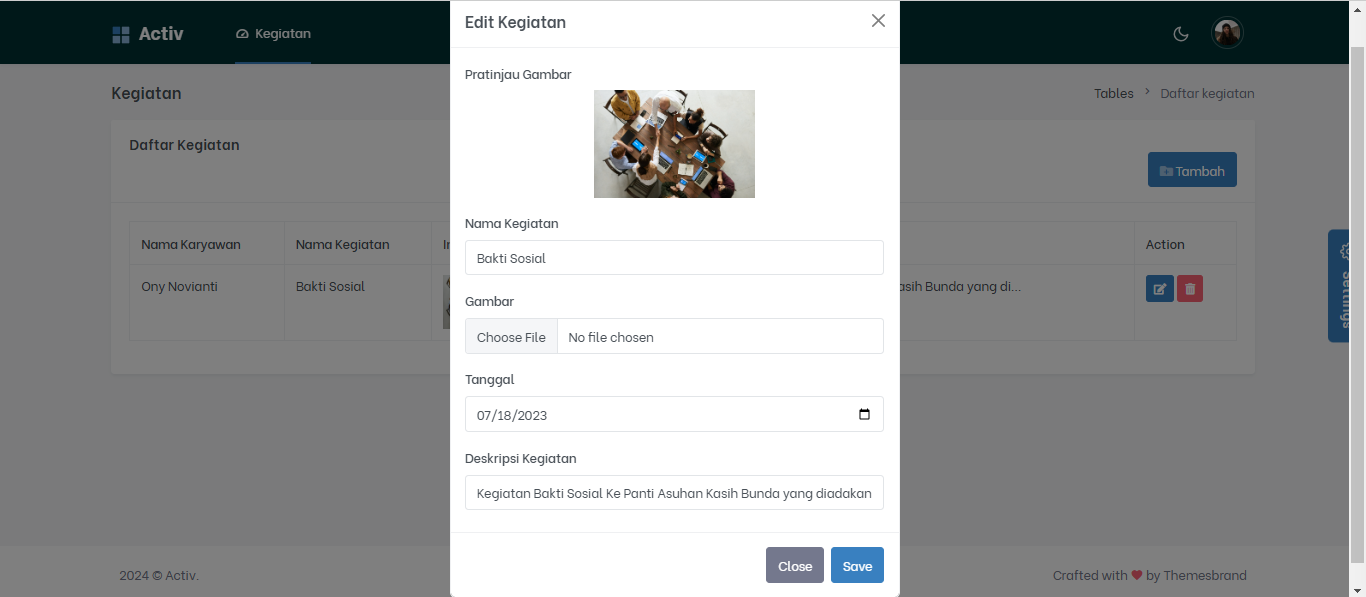 Activ
Kegiatan
Kegiatan
Tables > Daftar kegiatan
Daftar Kegiatan
Tambah
Nama Karyawan Nama Kegiatan Action
Ony Novianti Bakti Sosial Bunda yang di...
Settings
Edit Kegiatan
Pratinjau Gambar
Nama Kegiatan
Bakti Sosial
Gambar
Choose File No file chosen
Tanggal
07/18/2023
Deskripsi Kegiatan
Kegiatan Bakti Sosial Ke Panti Asuhan Kasih Bunda yang diadakan
Close Save
2024 © Activ.
Crafted with ❤ by Themesbrand